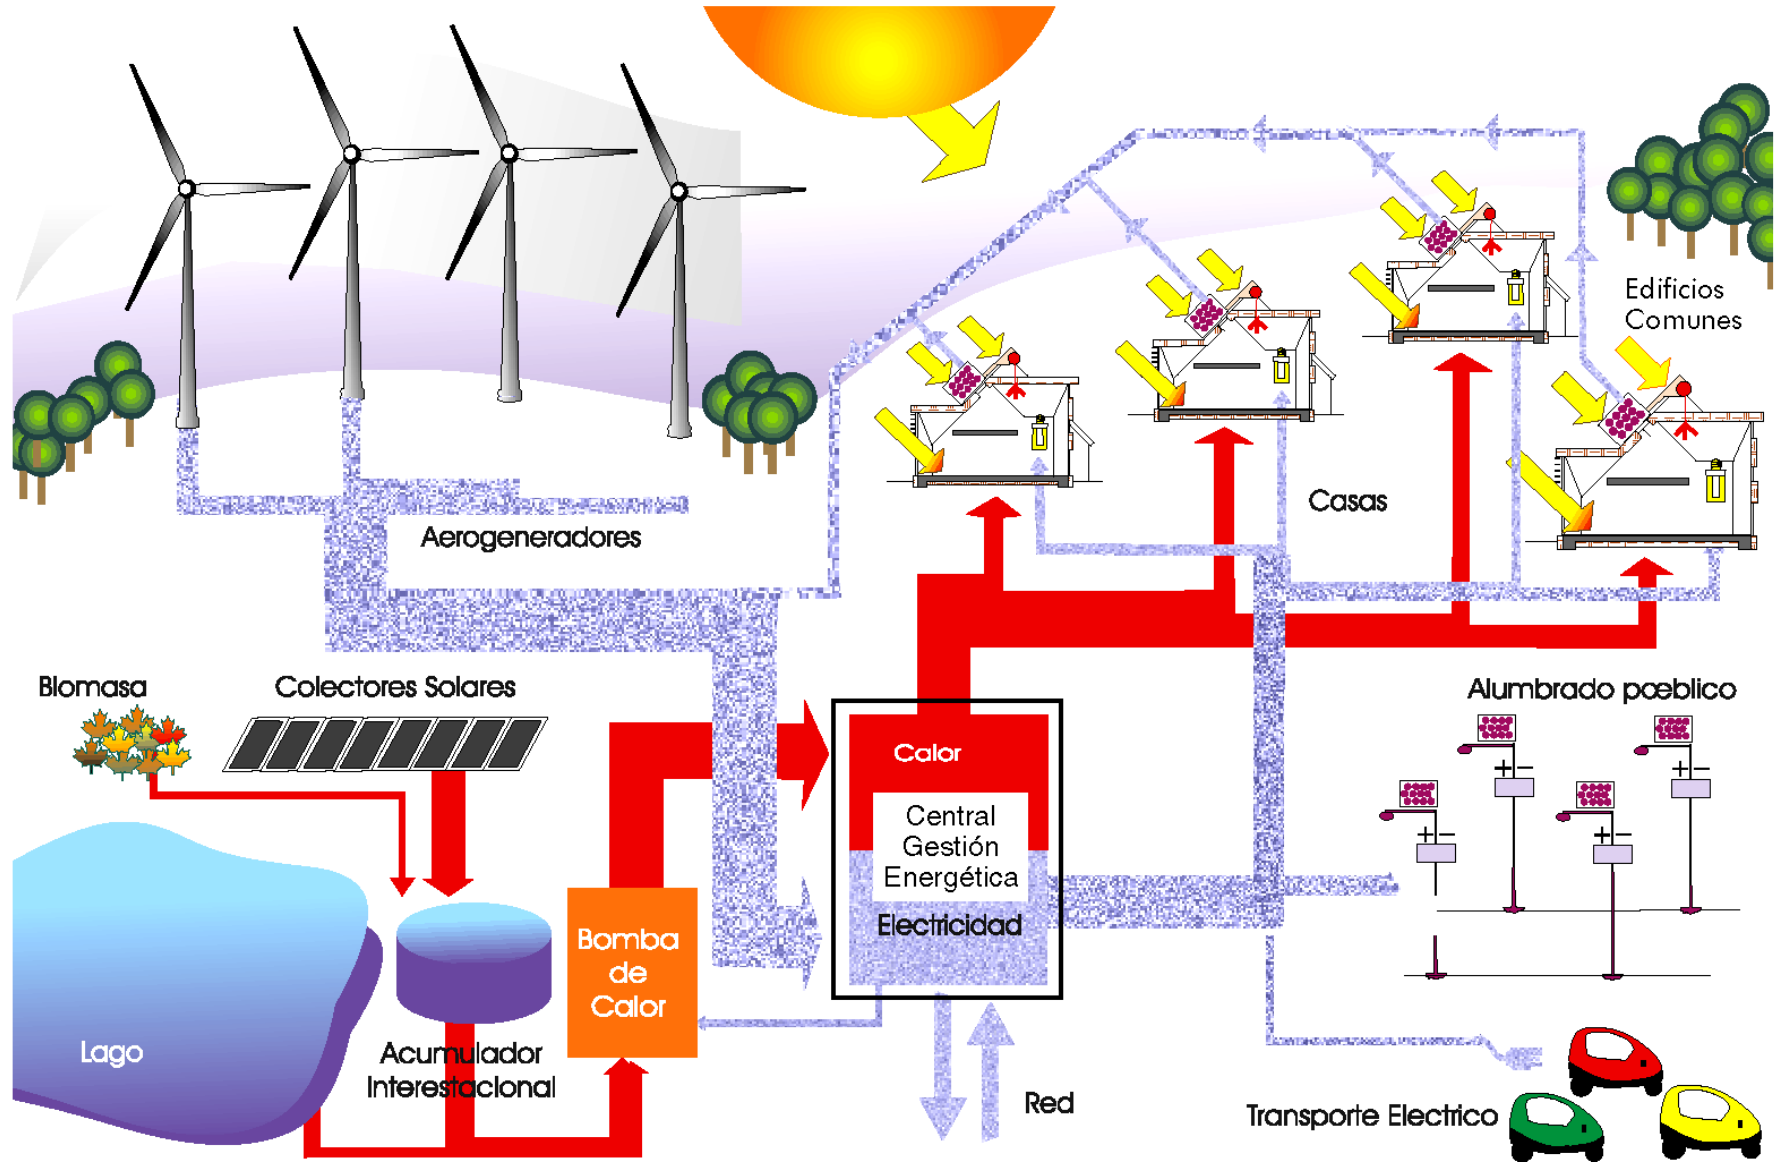 Edificios
Comunes
Casas
Aerogeneradores
Biomasa
Colectores Solares
Alumbrado pœblico
Calor
Central
Gestión
Energética
Electricidad
+ −
+ −
+ −
+ −
Bomba
de
Calor
Lago
Acumulador
Interestacional
Red
Transporte Electrico